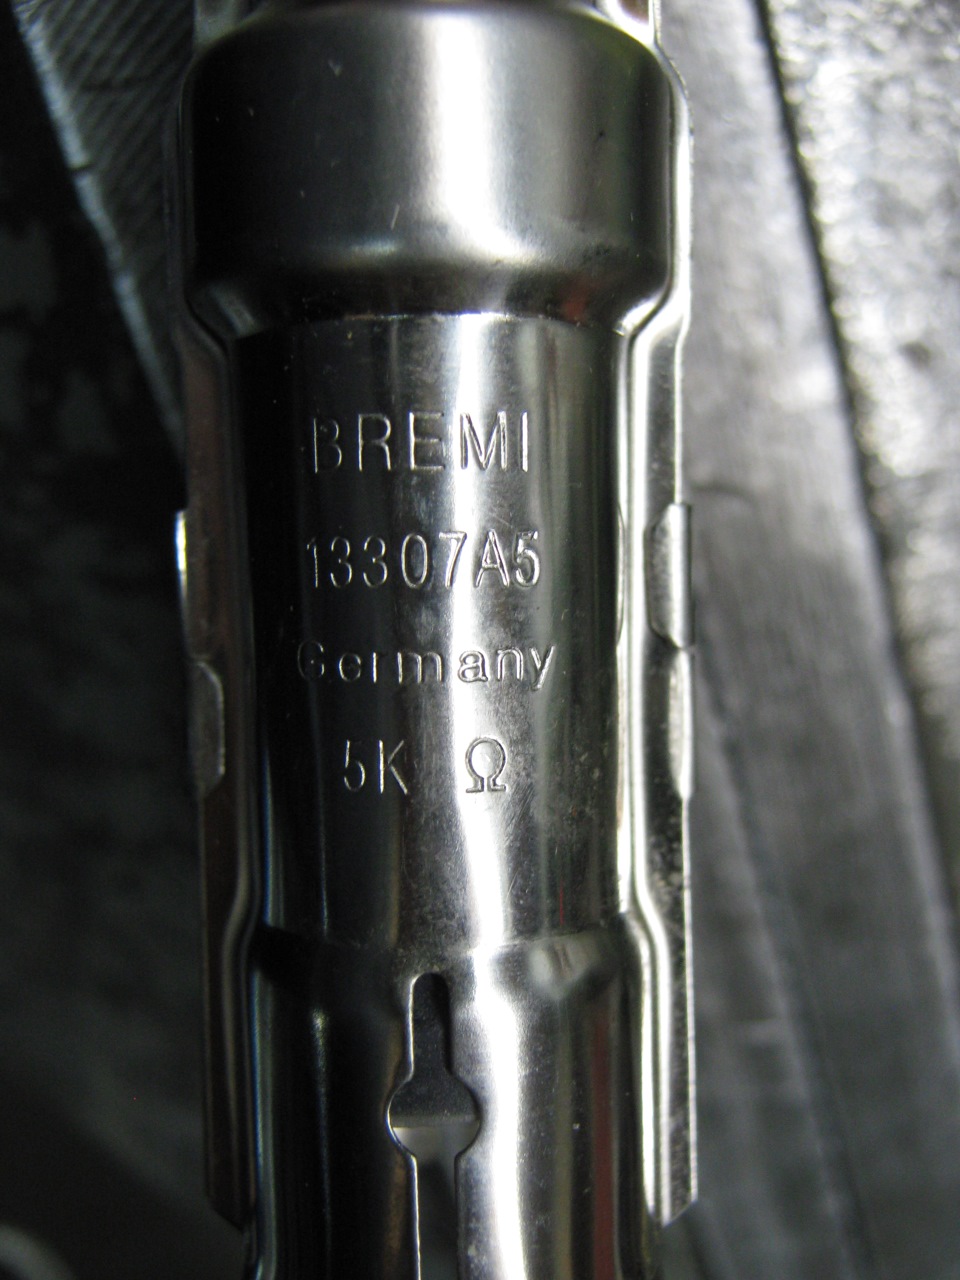 BREMI
13307A5
Germany
5K Ω